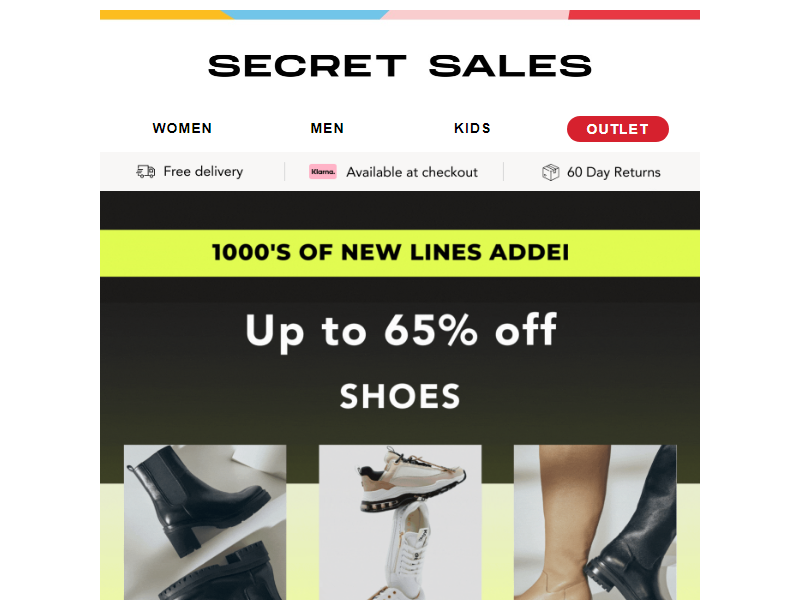 SECRET SALES
WOMEN MEN KIDS OUTLET
Free delivery Klarna. Available at checkout 60 Day Returns
1000'S OF NEW LINES ADDE
Up to 65% off
SHOES